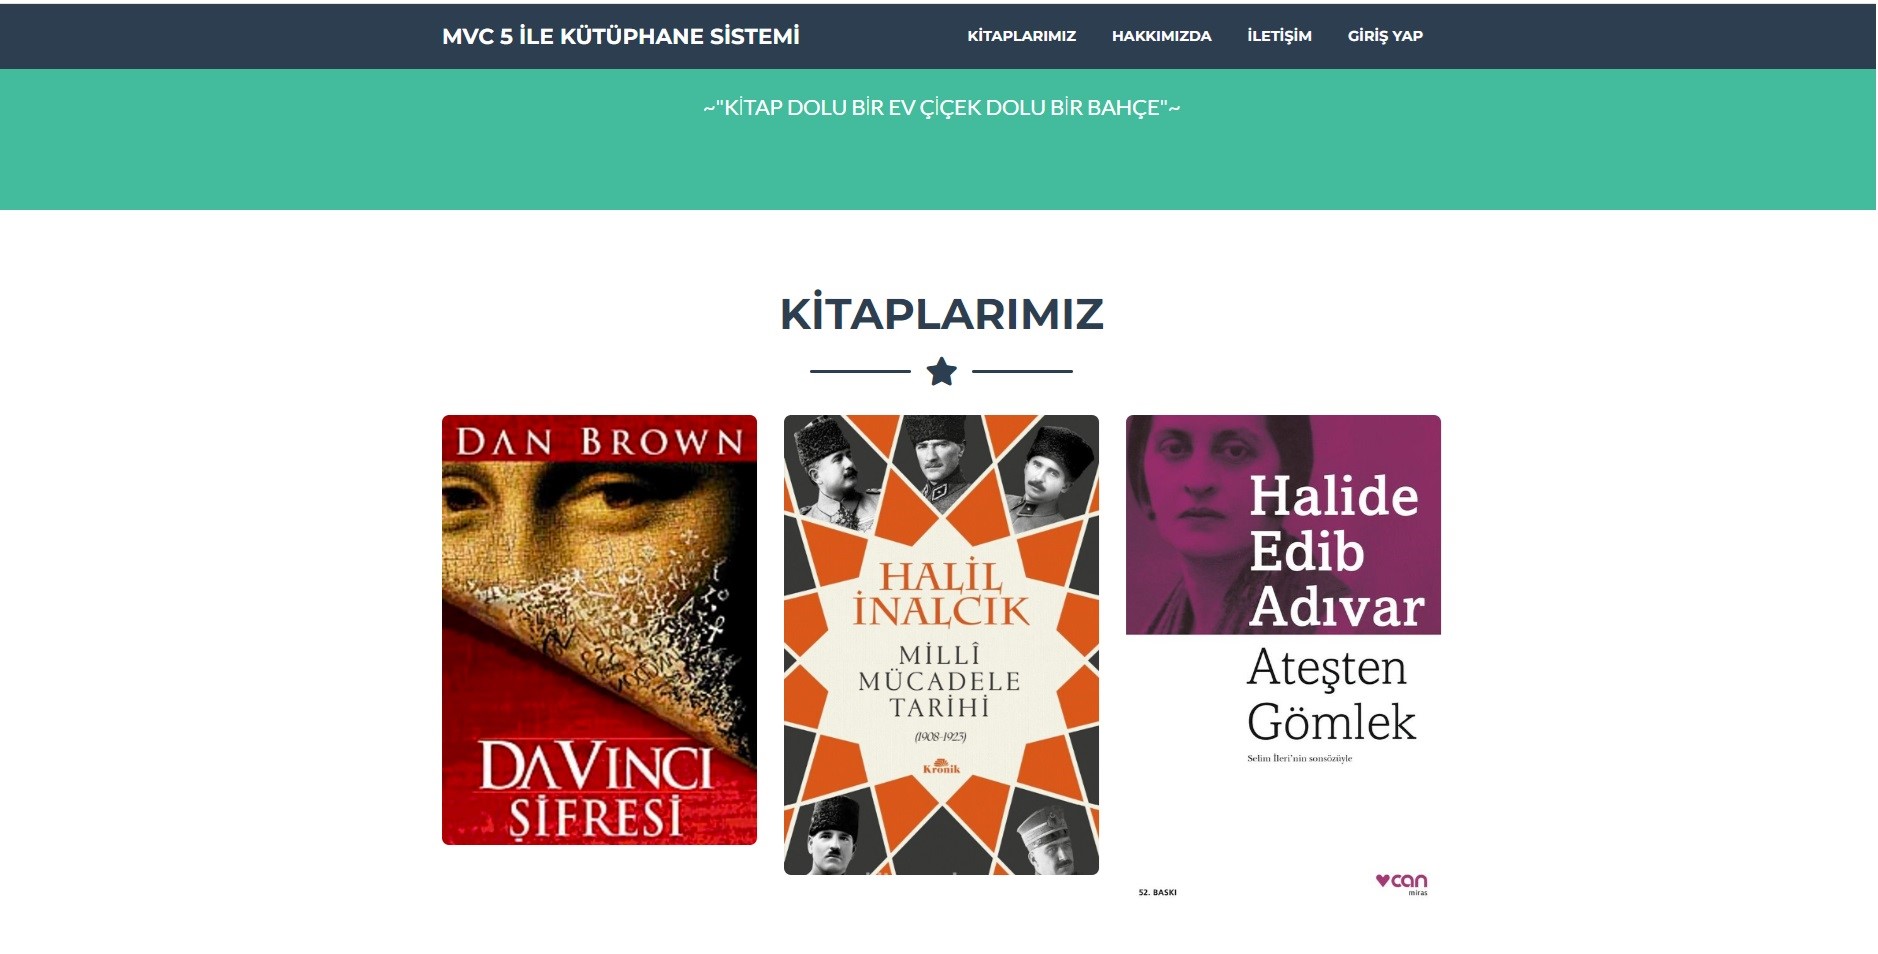 MVC 5 İLE KÜTÜPHANE SİSTEMİ
KİTAPLARIMIZ HAKKIMIZDA İLETİŞİM GİRİŞ YAP
~"KİTAP DOLU BİR EV ÇİÇEK DOLU BİR BAHÇE"~
KİTAPLARIMIZ
DAN BROWN
DA VINCI
ŞİFRESİ
HALİL
İNALCIK
MİLLÎ
MÜCADELE
TARİHİ
(1908-1923)
Kronik
Halide
Edib
Adıvar
Ateşten
Gömlek
Selim İleri'nin sonsözüyle
52. BASKI
can
miras